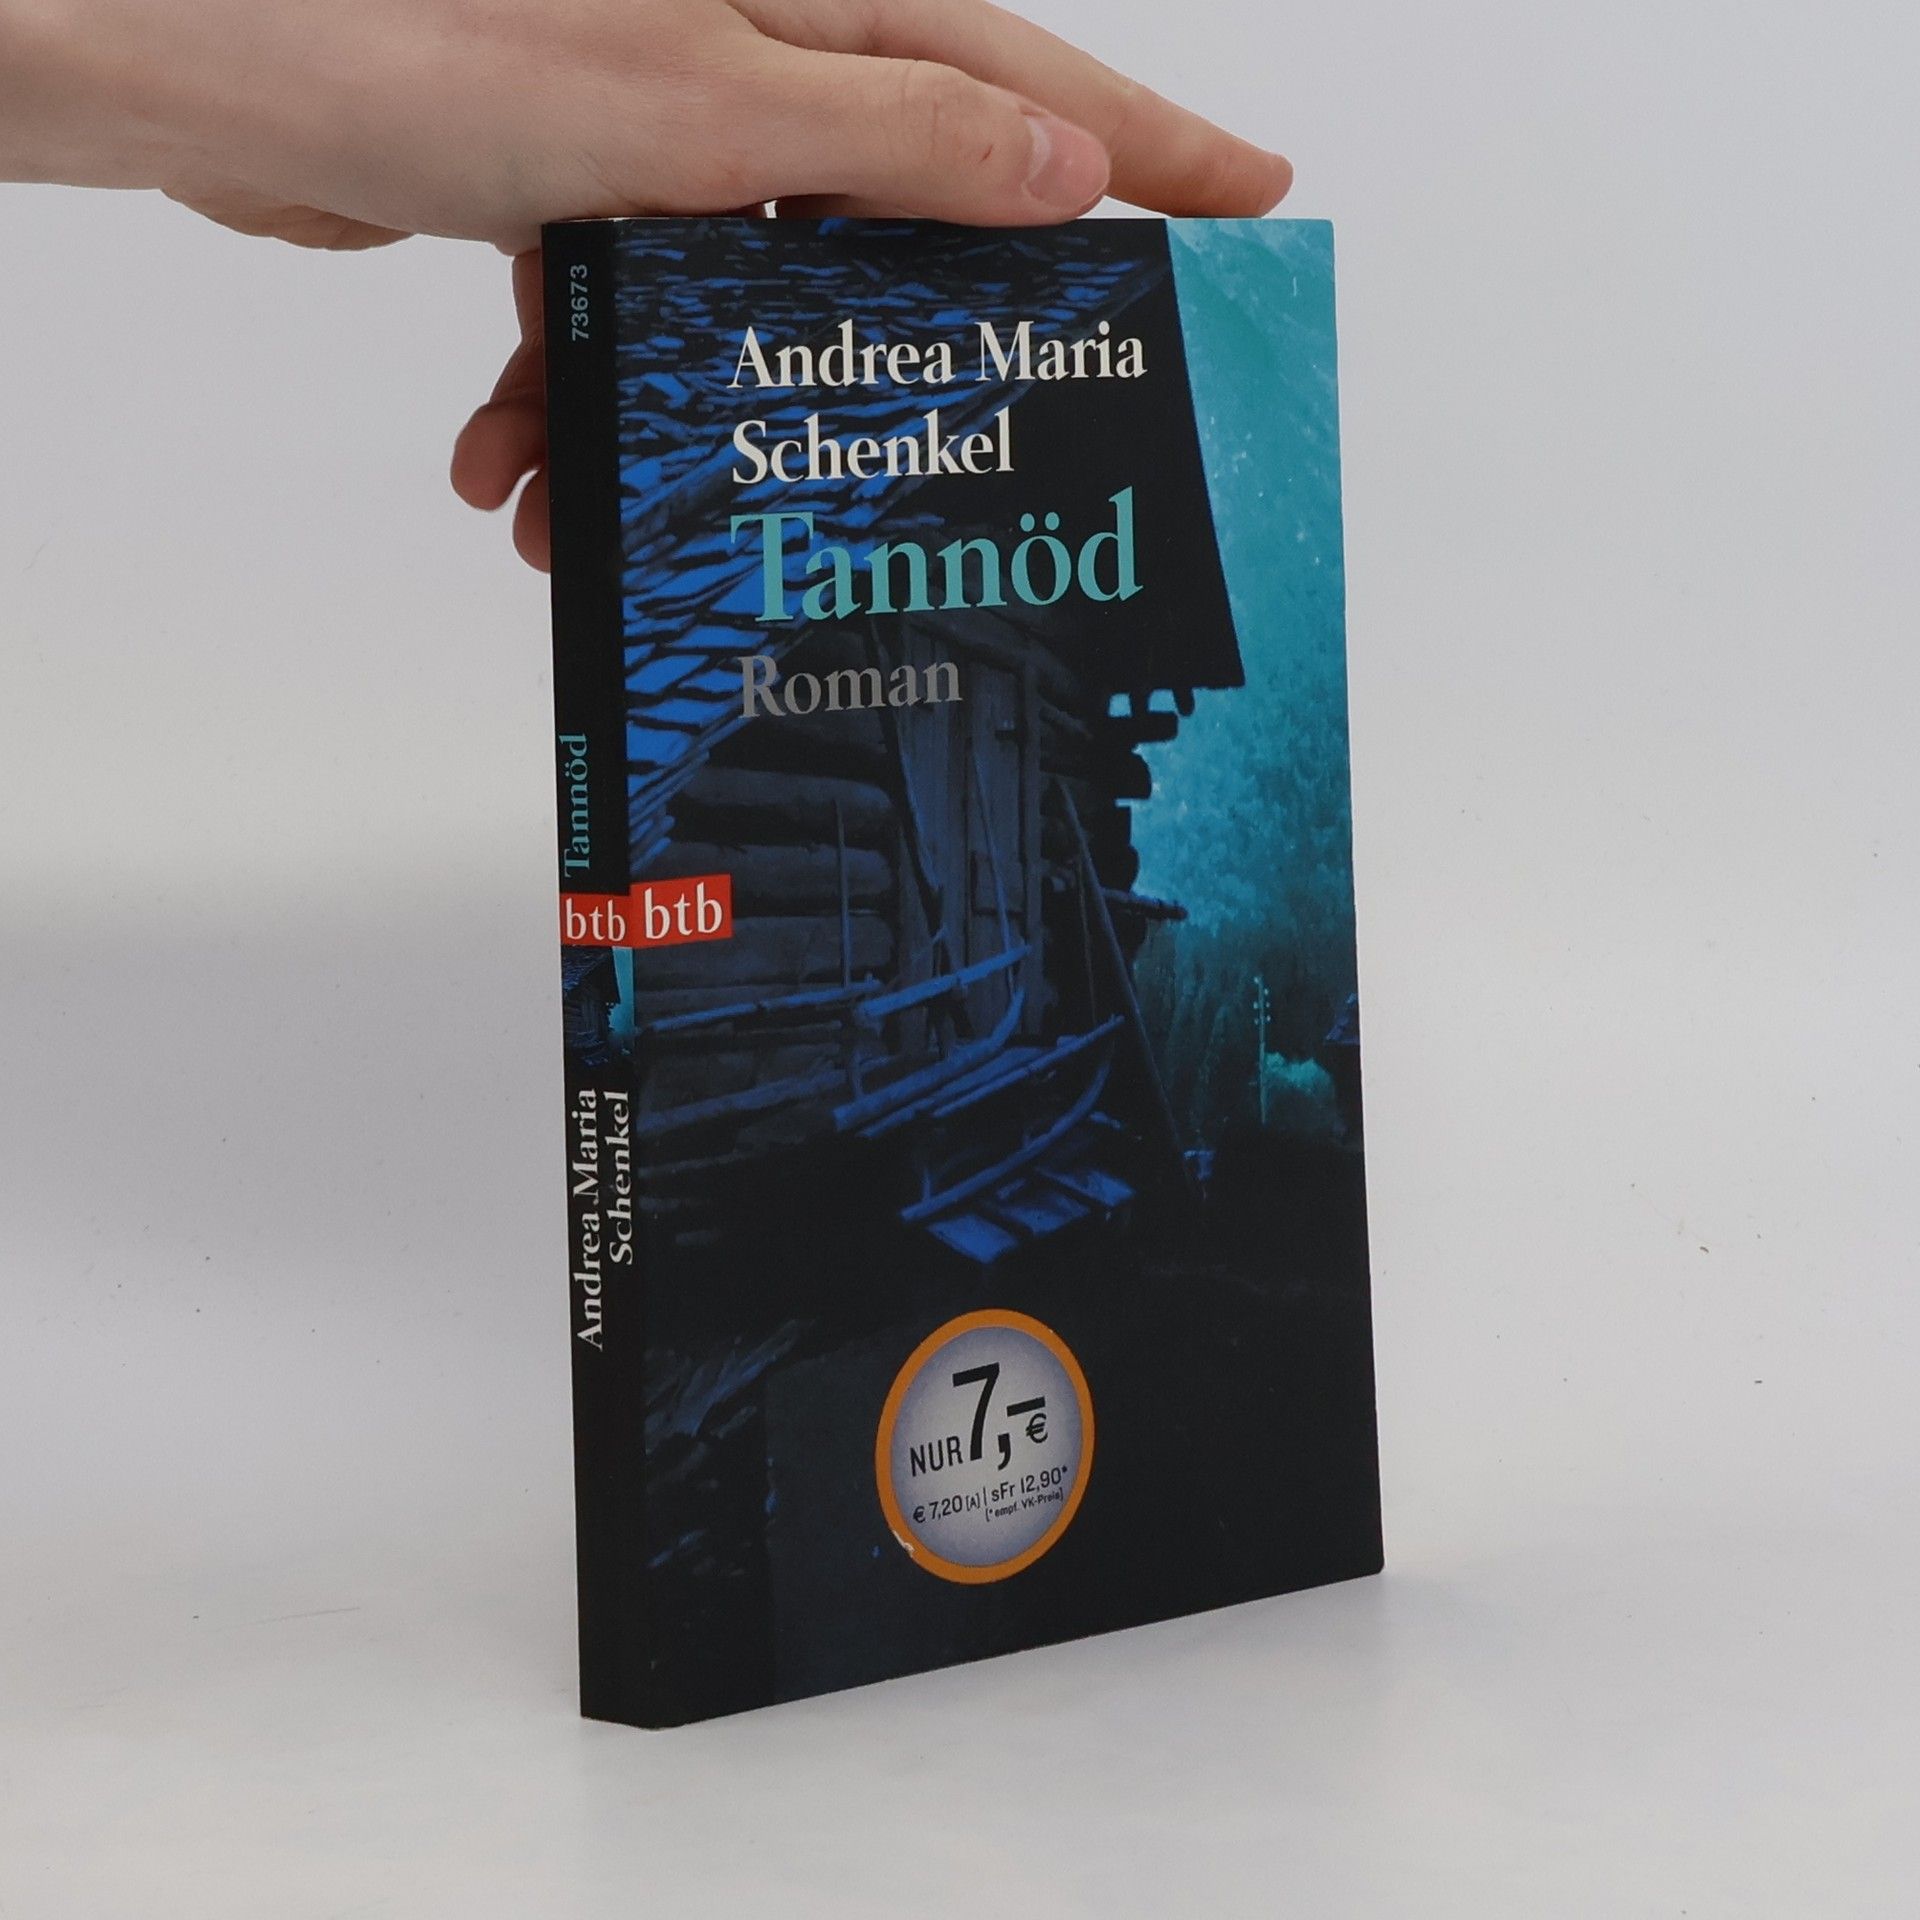 73673
Tannöd
btb
Andrea Maria
Schenkel
Andrea Maria
Schenkel
Tannöd
Roman
btb
NUR 7,– €
€ 7,20 [A] | sFr 12,90*
[*empf. VK-Preis]